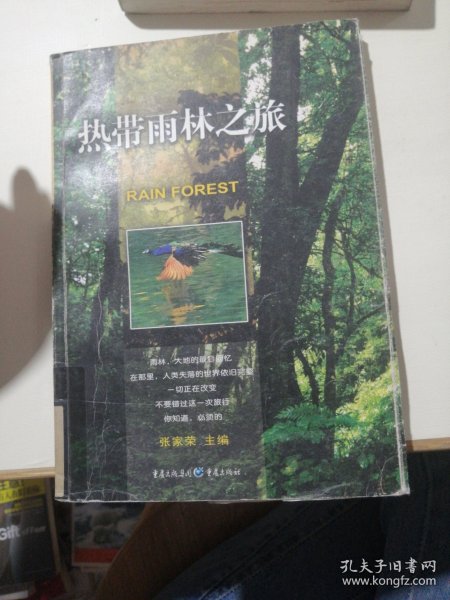 热带雨林之旅
RAIN FOREST
雨林，大地的最后回忆
在那里，人类失落的世界依旧完整
一切正在改变
不要错过这一次旅行
你知道，必须的
张家荣 主编
重庆出版集团 重庆出版社
Gift
孔夫子旧书网
www.kongfz.com